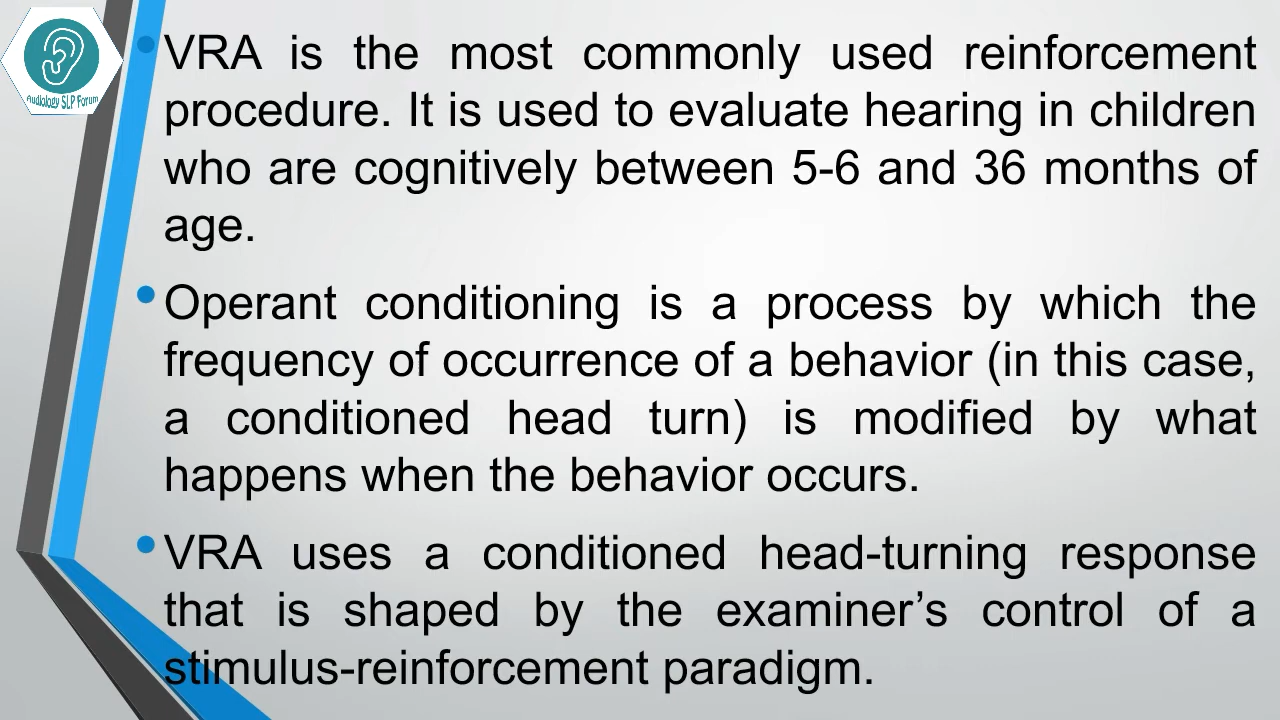 Audiology SLP Forum
• VRA is the most commonly used reinforcement
procedure. It is used to evaluate hearing in children
who are cognitively between 5-6 and 36 months of
age.
• Operant conditioning is a process by which the
frequency of occurrence of a behavior (in this case,
a conditioned head turn) is modified by what
happens when the behavior occurs.
• VRA uses a conditioned head-turning response
that is shaped by the examiner’s control of a
stimulus-reinforcement paradigm.